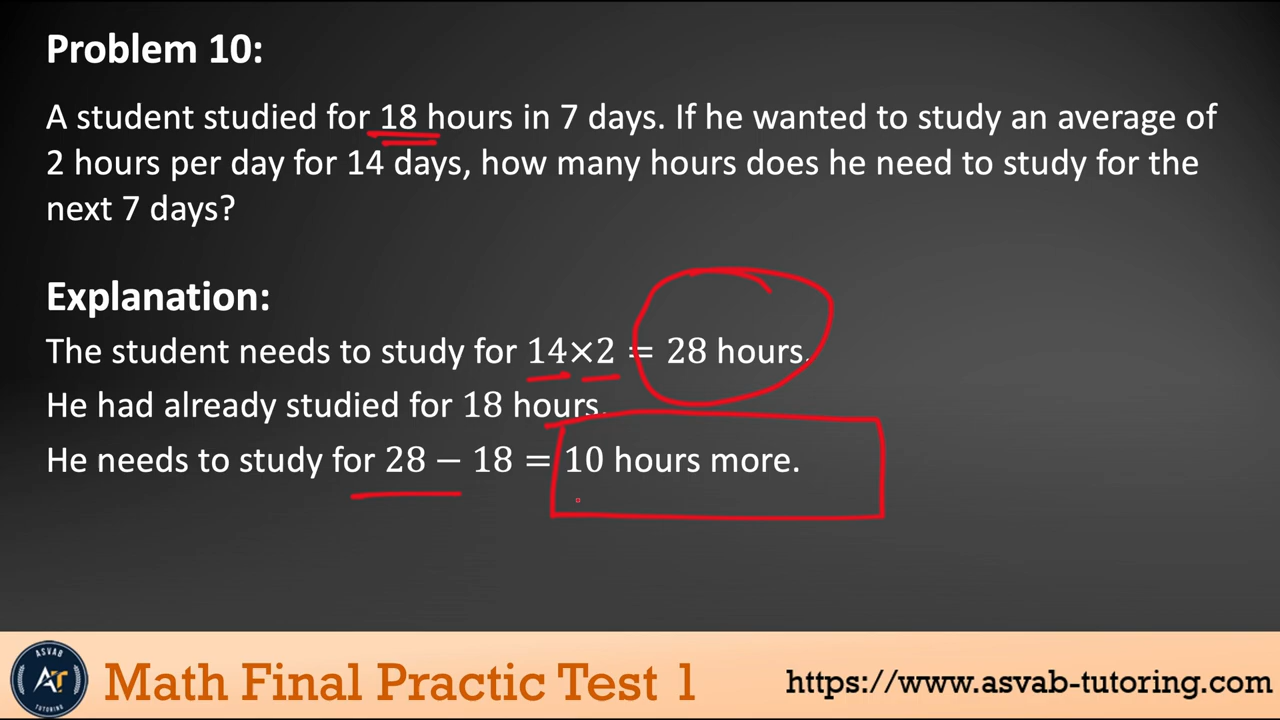 Problem 10:
A student studied for 18 hours in 7 days. If he wanted to study an average of
2 hours per day for 14 days, how many hours does he need to study for the
next 7 days?
Explanation:
The student needs to study for 14×2 = 28 hours.
He had already studied for 18 hours.
He needs to study for 28 − 18 = 10 hours more.
ASVAB
AT
TUTORING
Math Final Practic Test 1
https://www.asvab-tutoring.com